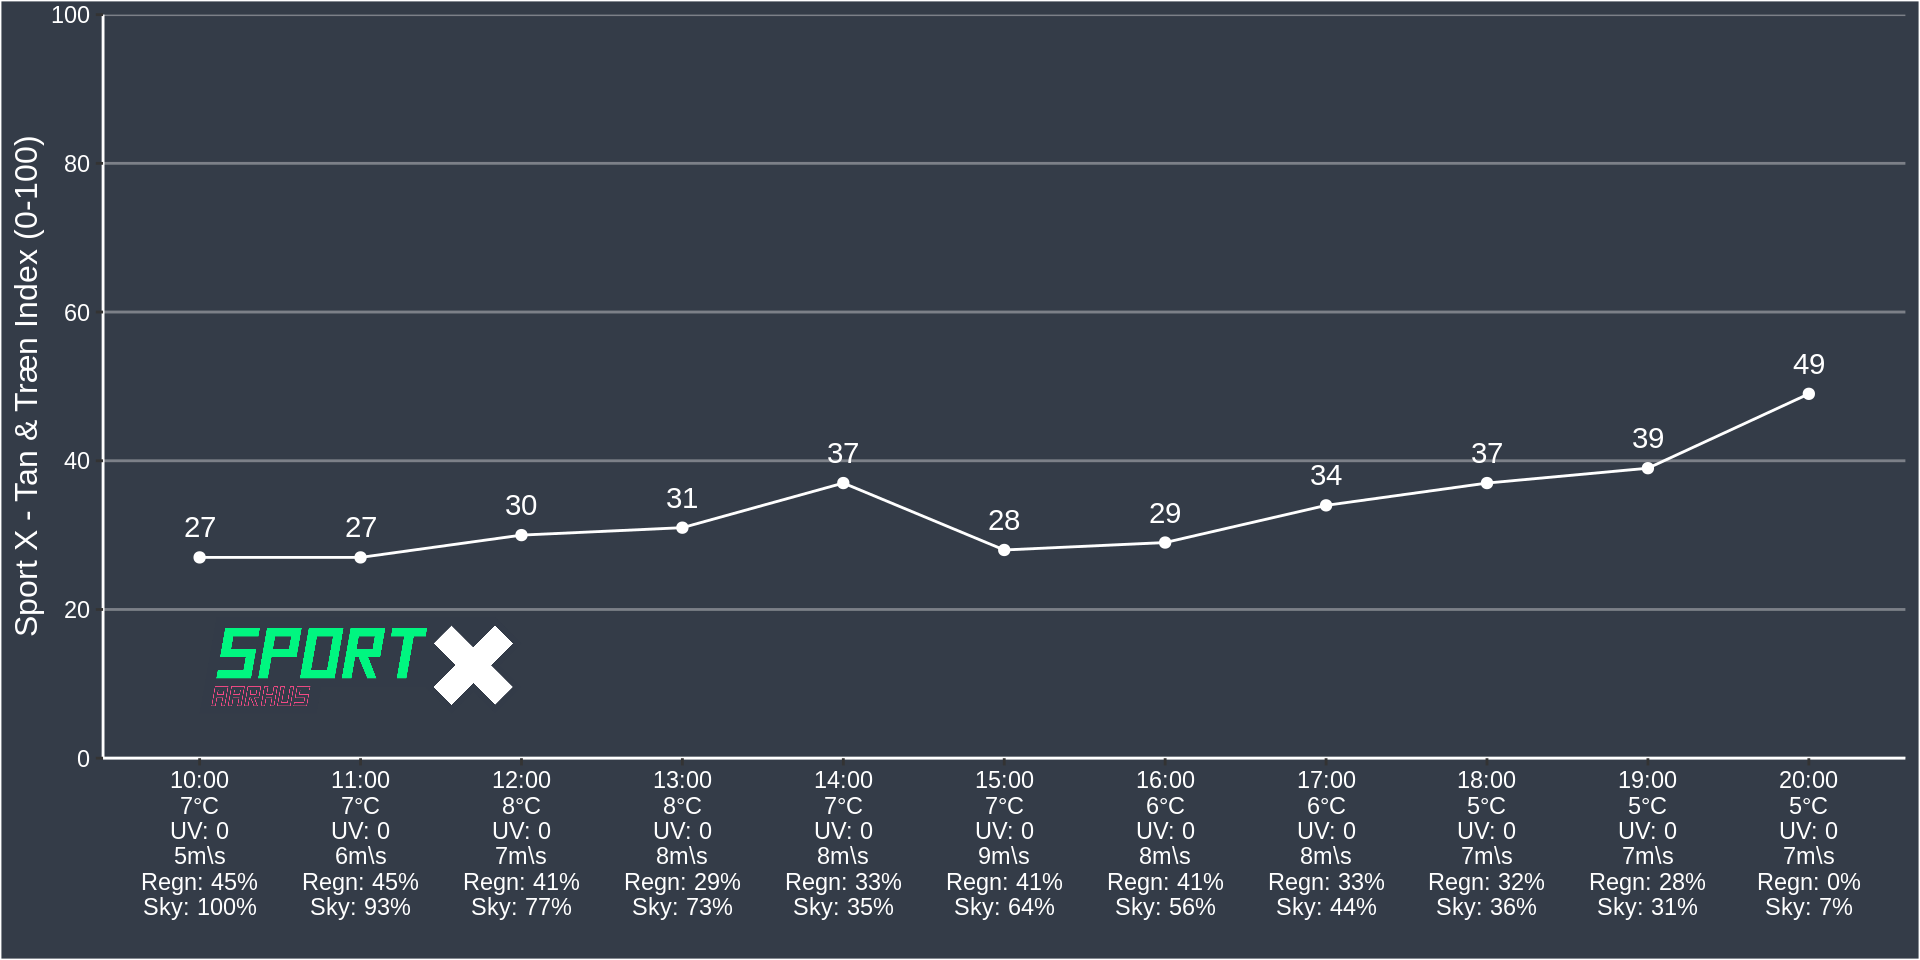 Sport X - Tan & Træn Index (0-100)
100
80
60
40
20
0
27
27
30
31
37
28
29
34
37
39
49
SPORT X
AARHUS
10:00 11:00 12:00 13:00 14:00 15:00 16:00 17:00 18:00 19:00 20:00
7°C 7°C 8°C 8°C 7°C 7°C 6°C 6°C 5°C 5°C 5°C
UV: 0 UV: 0 UV: 0 UV: 0 UV: 0 UV: 0 UV: 0 UV: 0 UV: 0 UV: 0 UV: 0
5m\s 6m\s 7m\s 8m\s 8m\s 9m\s 8m\s 8m\s 7m\s 7m\s 7m\s
Regn: 45% Regn: 45% Regn: 41% Regn: 29% Regn: 33% Regn: 41% Regn: 41% Regn: 33% Regn: 32% Regn: 28% Regn: 0%
Sky: 100% Sky: 93% Sky: 77% Sky: 73% Sky: 35% Sky: 64% Sky: 56% Sky: 44% Sky: 36% Sky: 31% Sky: 7%